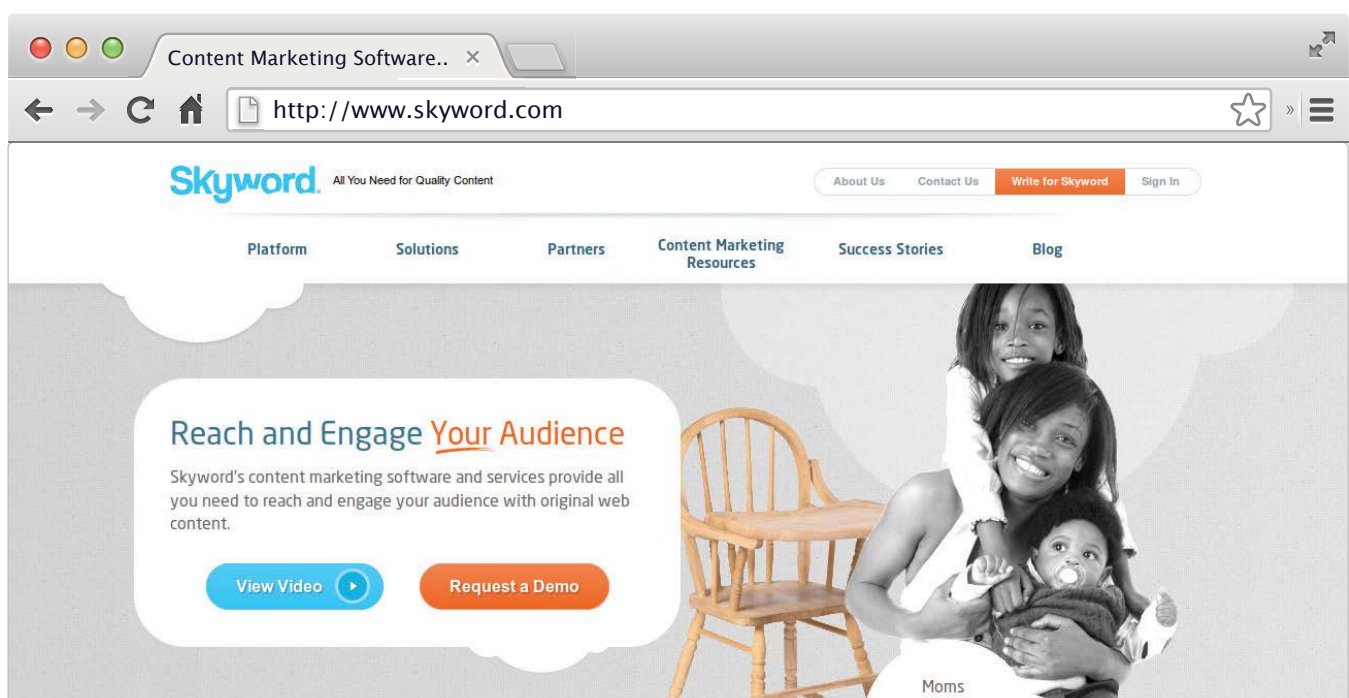 Content Marketing Software..
http://www.skyword.com
Skyword. All You Need for Quality Content
About Us Contact Us Write for Skyword Sign In
Platform Solutions Partners Content Marketing Resources Success Stories Blog
Reach and Engage Your Audience
Skyword's content marketing software and services provide all
you need to reach and engage your audience with original web
content.
View Video Request a Demo
Moms